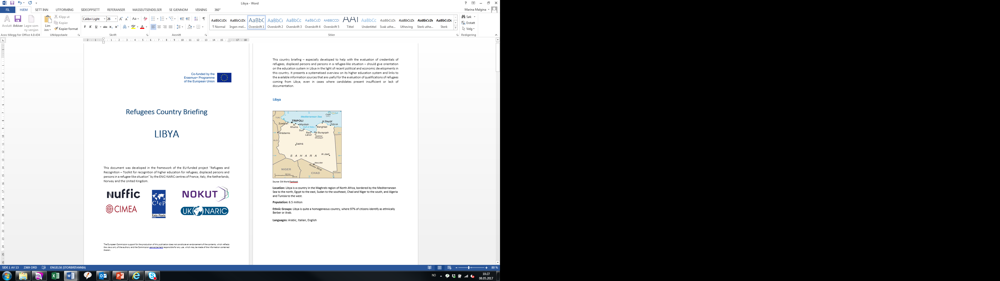 Libya - Word
Marina Malgina
FIL HJEM SETT INN UTFORMING SIDEOPPSETT REFERANSER MASSEUTSENDELSER SE GJENNOM VISNING 360°
Avslutt Arkiver Lagre som
ny versjon
Acos tillegg for Office 4.0.434
Lim
inn
Klipp ut
Kopier
Kopier format
Utklippstavle
Calibri Light 26
F K U abc x₂ x²
Skrift
Avsnitt
AaBbCcDc AaBbCcDc AaBbC AaBbC AaBbCc AaBbCcD AABBCCD AAI AaBbCc AaBbCcDc AaBbCcDc AaBbCcDc AaBbCcDc
¶ Normal Ingen mel... Overskrift 1 Overskrift 2 Overskrift 3 Overskrift 4 Overskrift 5 Tittel Undertittel Svak uthe... Utheving Sterk uthe... Sterk
Stiler
Søk
Erstatt
Velg
Redigering
Co-funded by the
Erasmus+ Programme
of the European Union
Refugees Country Briefing
LIBYA
This document was developed in the framework of the EU-funded project "Refugees and
Recognition – Toolkit for recognition of higher education for refugees, displaced persons and
persons in a refugee-like situation" by the ENIC-NARIC centres of France, Italy, the Netherlands,
Norway and the United Kingdom.
nuffic
CIMEA
CIeP
Enic-Naric
NOKUT
UK NARIC
The European Commission support for the production of this publication does not constitute an endorsement of the contents, which reflects
the views only of the authors, and the Commission cannot be held responsible for any use, which may be made of the information contained
therein.
This country briefing – especially developed to help with the evaluation of credentials of
refugees, displaced persons and persons in a refugee-like situation – should give orientation
on the education system in Libya in the light of recent political and economic developments in
this country. It presents a systematised overview on its higher education system and links to
the available information sources that are useful for the evaluation of qualifications of refugees
coming from Libya, even in cases where candidates present insufficient or lack of
documentation.
Libya
TUN.
Mediterranean Sea
Crete
TRIPOLI
Zuwārah
Al
Khums
Mişrātah
Gulf of Sidra
Al Bayḑā'
Tobruk
Banghāzī
Surt
Ra's
Lānūf
Al Burayqah
Ghādamis
Sabkhat
Ghuzayyil
EGYPT
ALG.
Sabhā
SAHARA
Al Jawf
Bikku Bitti
Aozou Strip
NIGER
CHAD
SUDAN
Source: CIA World Factbook
Location: Libya is a country in the Maghreb region of North Africa, bordered by the Mediterranean
Sea to the north, Egypt to the east, Sudan to the southeast, Chad and Niger to the south, and Algeria
and Tunisia to the west.
Population: 6.5 million
Ethnic Groups: Libya is quite a homogeneous country, where 97% of citizens identify as ethnically
Berber or Arab.
Languages: Arabic, Italian, English
SIDE 1 AV 13 2369 ORD ENGELSK (STORBRITANNIA) 80 %
NO
10:27
08.05.2017